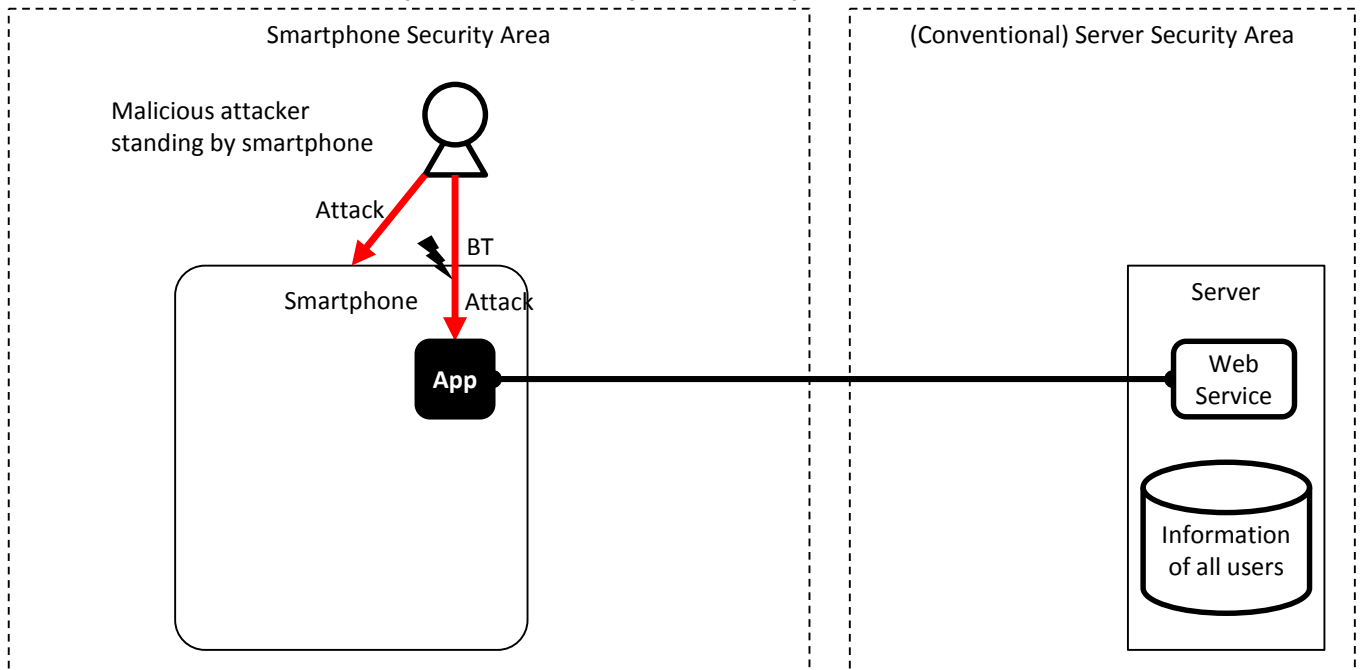 Smartphone Security Area
(Conventional) Server Security Area
Malicious attacker
standing by smartphone
Attack
BT
Smartphone
Attack
Server
App
Web
Service
Information
of all users